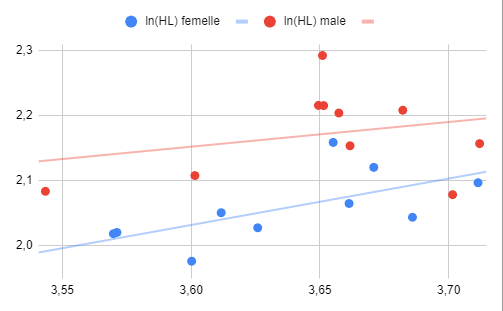 ln(HL) femelle ln(HL) male
2,3
2,2
2,1
2,0
3,55 3,60 3,65 3,70